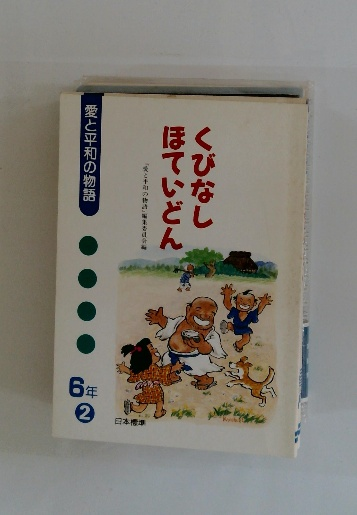 愛と平和の物語
くびなし
ほていどん
『愛と平和の物語』編集委員会編
6年
2
日本標準